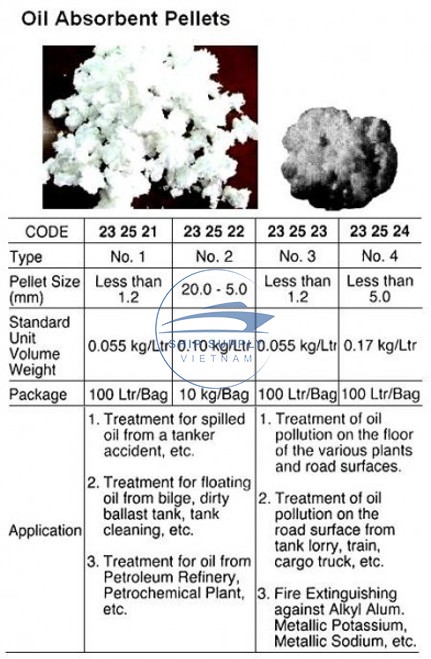 Oil Absorbent Pellets
CODE 23 25 21 23 25 22 23 25 23 23 25 24
Type No. 1 No. 2 No. 3 No. 4
Pellet Size (mm) Less than 1.2 20.0 - 5.0 Less than 1.2 Less than 5.0
Standard Unit Volume Weight 0.055 kg/Ltr 0.10 kg/Ltr 0.055 kg/Ltr 0.17 kg/Ltr
SHIP SUPPLY
VIETNAM
Package 100 Ltr/Bag 10 kg/Bag 100 Ltr/Bag 100 Ltr/Bag
Application
1. Treatment for spilled
oil from a tanker
accident, etc.
2. Treatment for floating
oil from bilge, dirty
ballast tank, tank
cleaning, etc.
3. Treatment for oil from
Petroleum Refinery,
Petrochemical Plant,
etc.
1. Treatment of oil
pollution on the floor
of the various plants
and road surfaces.
2. Treatment of oil
pollution on the
road surface from
tank lorry, train,
cargo truck, etc.
3. Fire Extinguishing
against Alkyl Alum.
Metallic Potassium,
Metallic Sodium, etc.